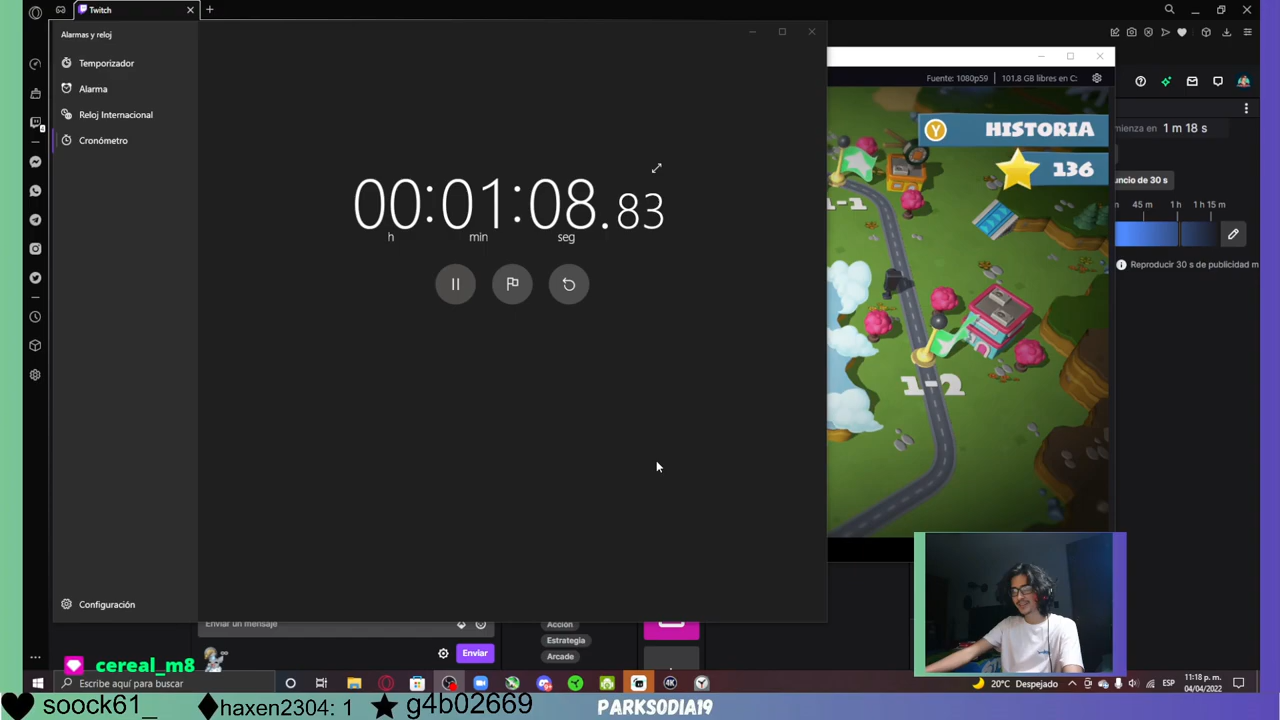 Twitch
Alarmas y reloj
Temporizador
Alarma
Reloj Internacional
Cronómetro
00:01:08.83
h min seg
Configuración
Fuente: 1080p59 101.8 GB libres en C:
HISTORIA
Y
136
1-1
1-2
mienza en 1 m 18 s
uncio de 30 s
45 m 1 h 1 h 15 m
Reproducir 30 s de publicidad m
Enviar un mensaje
Enviar
Acción
Estrategia
Arcade
cereal_m8
Escribe aquí para buscar
4K
20°C Despejado
ESP
11:18 p. m.
04/04/2022
soock61_
haxen2304: 1
g4b02669
PARKSODIA19